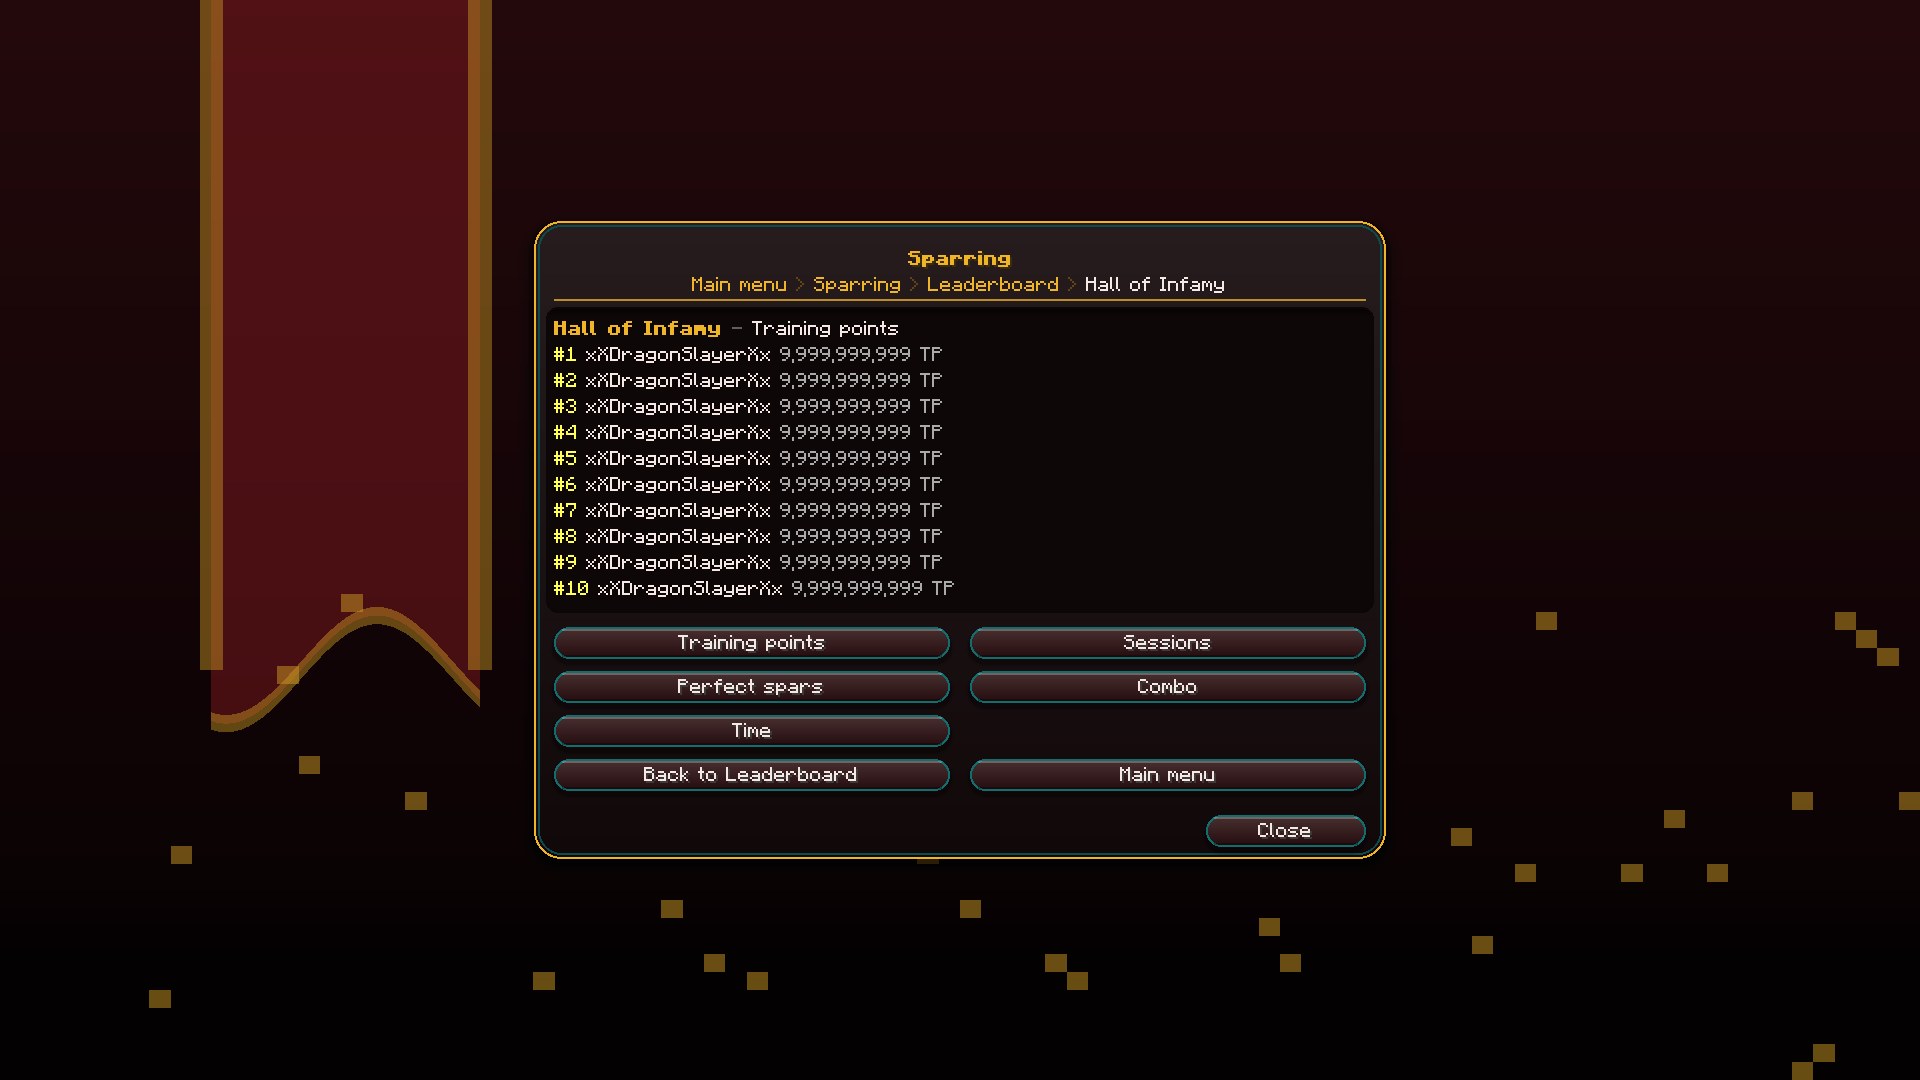 Sparring
Main menu > Sparring > Leaderboard > Hall of Infamy
Hall of Infamy – Training points
#1 xXDragonSlayerXx 9,999,999,999 TP
#2 xXDragonSlayerXx 9,999,999,999 TP
#3 xXDragonSlayerXx 9,999,999,999 TP
#4 xXDragonSlayerXx 9,999,999,999 TP
#5 xXDragonSlayerXx 9,999,999,999 TP
#6 xXDragonSlayerXx 9,999,999,999 TP
#7 xXDragonSlayerXx 9,999,999,999 TP
#8 xXDragonSlayerXx 9,999,999,999 TP
#9 xXDragonSlayerXx 9,999,999,999 TP
#10 xXDragonSlayerXx 9,999,999,999 TP
Training points
Sessions
Perfect spars
Combo
Time
Back to Leaderboard
Main menu
Close